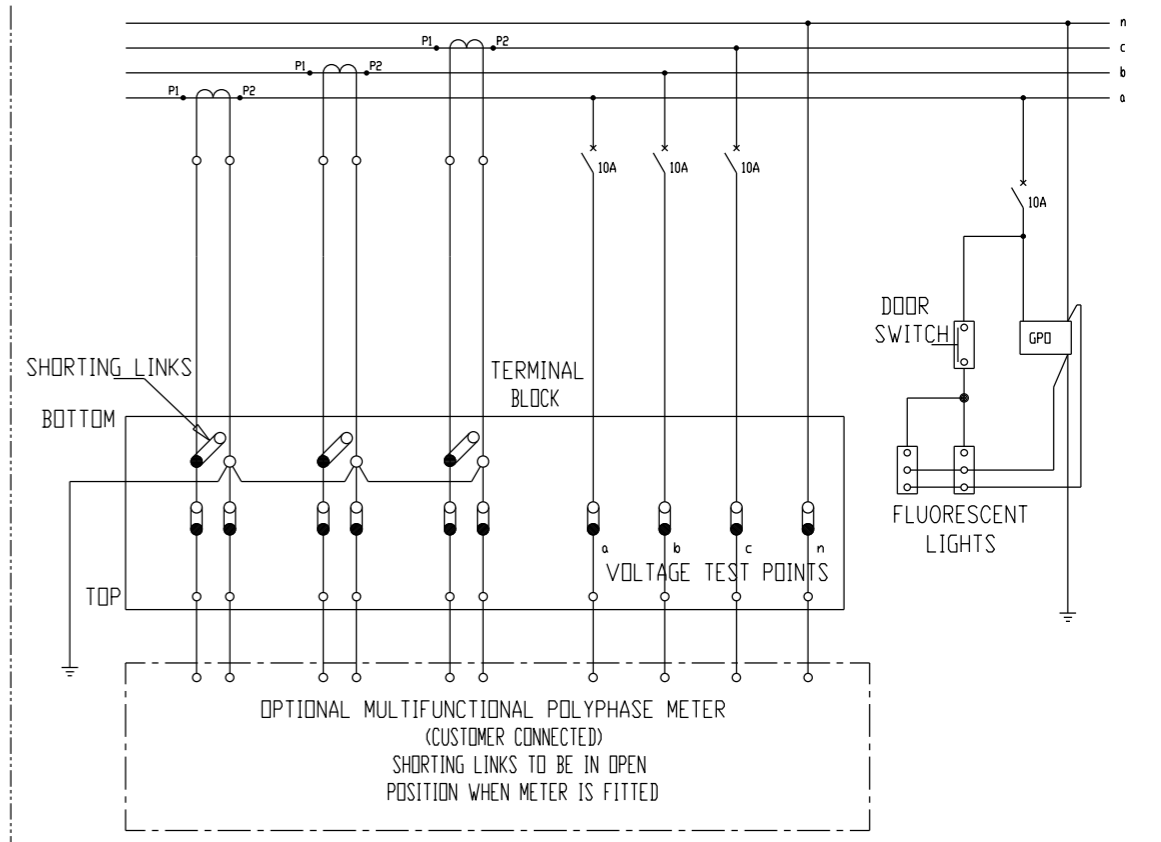 n
P1 P2
c
P1 P2
b
P1 P2
a
10A
10A
10A
10A
DOOR
SWITCH
GPO
SHORTING LINKS
TERMINAL
BLOCK
BOTTOM
FLUORESCENT
LIGHTS
a
b
c
n
VOLTAGE TEST POINTS
TOP
OPTIONAL MULTIFUNCTIONAL POLYPHASE METER
(CUSTOMER CONNECTED)
SHORTING LINKS TO BE IN OPEN
POSITION WHEN METER IS FITTED